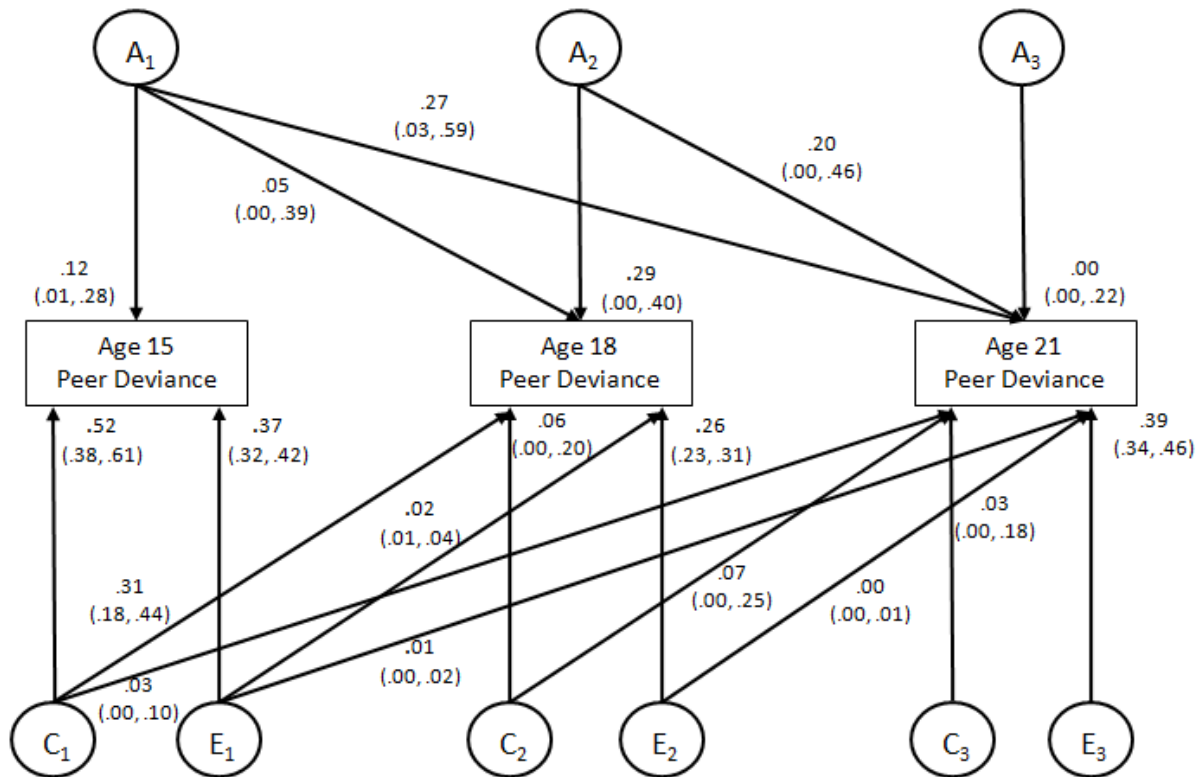 A1
A2
A3
.27
(.03, .59)
.20
(.00, .46)
.05
(.00, .39)
.12
(.01, .28)
.29
(.00, .40)
.00
(.00, .22)
Age 15
Peer Deviance
Age 18
Peer Deviance
Age 21
Peer Deviance
.52
(.38, .61)
.37
(.32, .42)
.06
(.00, .20)
.26
(.23, .31)
.39
(.34, .46)
.02
(.01, .04)
.03
(.00, .18)
.31
(.18, .44)
.07
(.00, .25)
.00
(.00, .01)
.01
(.00, .02)
.03
(.00, .10)
C1
E1
C2
E2
C3
E3